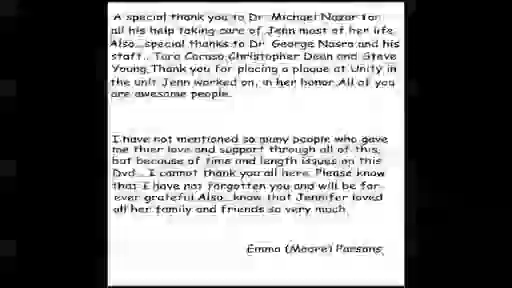 A special thank you to Dr. Michael Nazar for
all his help taking care of Jenn most of her life.
Also...special thanks to Dr. George Nasra and his
staff... Tara Caruso,Christopher Dean and Steve
Young.Thank you for placing a plaque at Unity in
the unit Jenn worked on, in her honor.All of you
are awesome people.
I have not mentioned so many people who gave
me thier love and support through all of this,
but because of time and length issues on this
Dvd... I cannot thank you all here. Please know
that I have not forgotten you and will be for-
ever grateful.Also...know that Jennifer loved
all her family and friends so very much.
Emma (Moore) Parsons